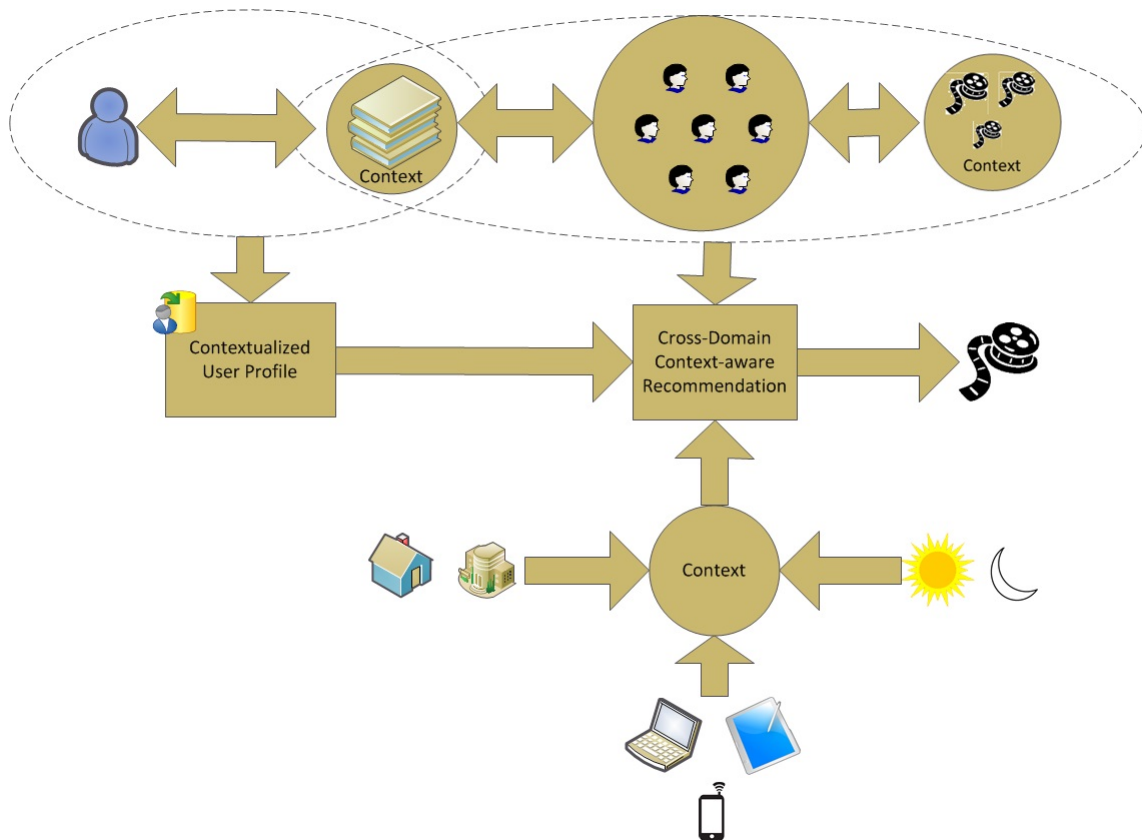 Context
Context
Contextualized
User Profile
Cross-Domain
Context-aware
Recommendation
Context